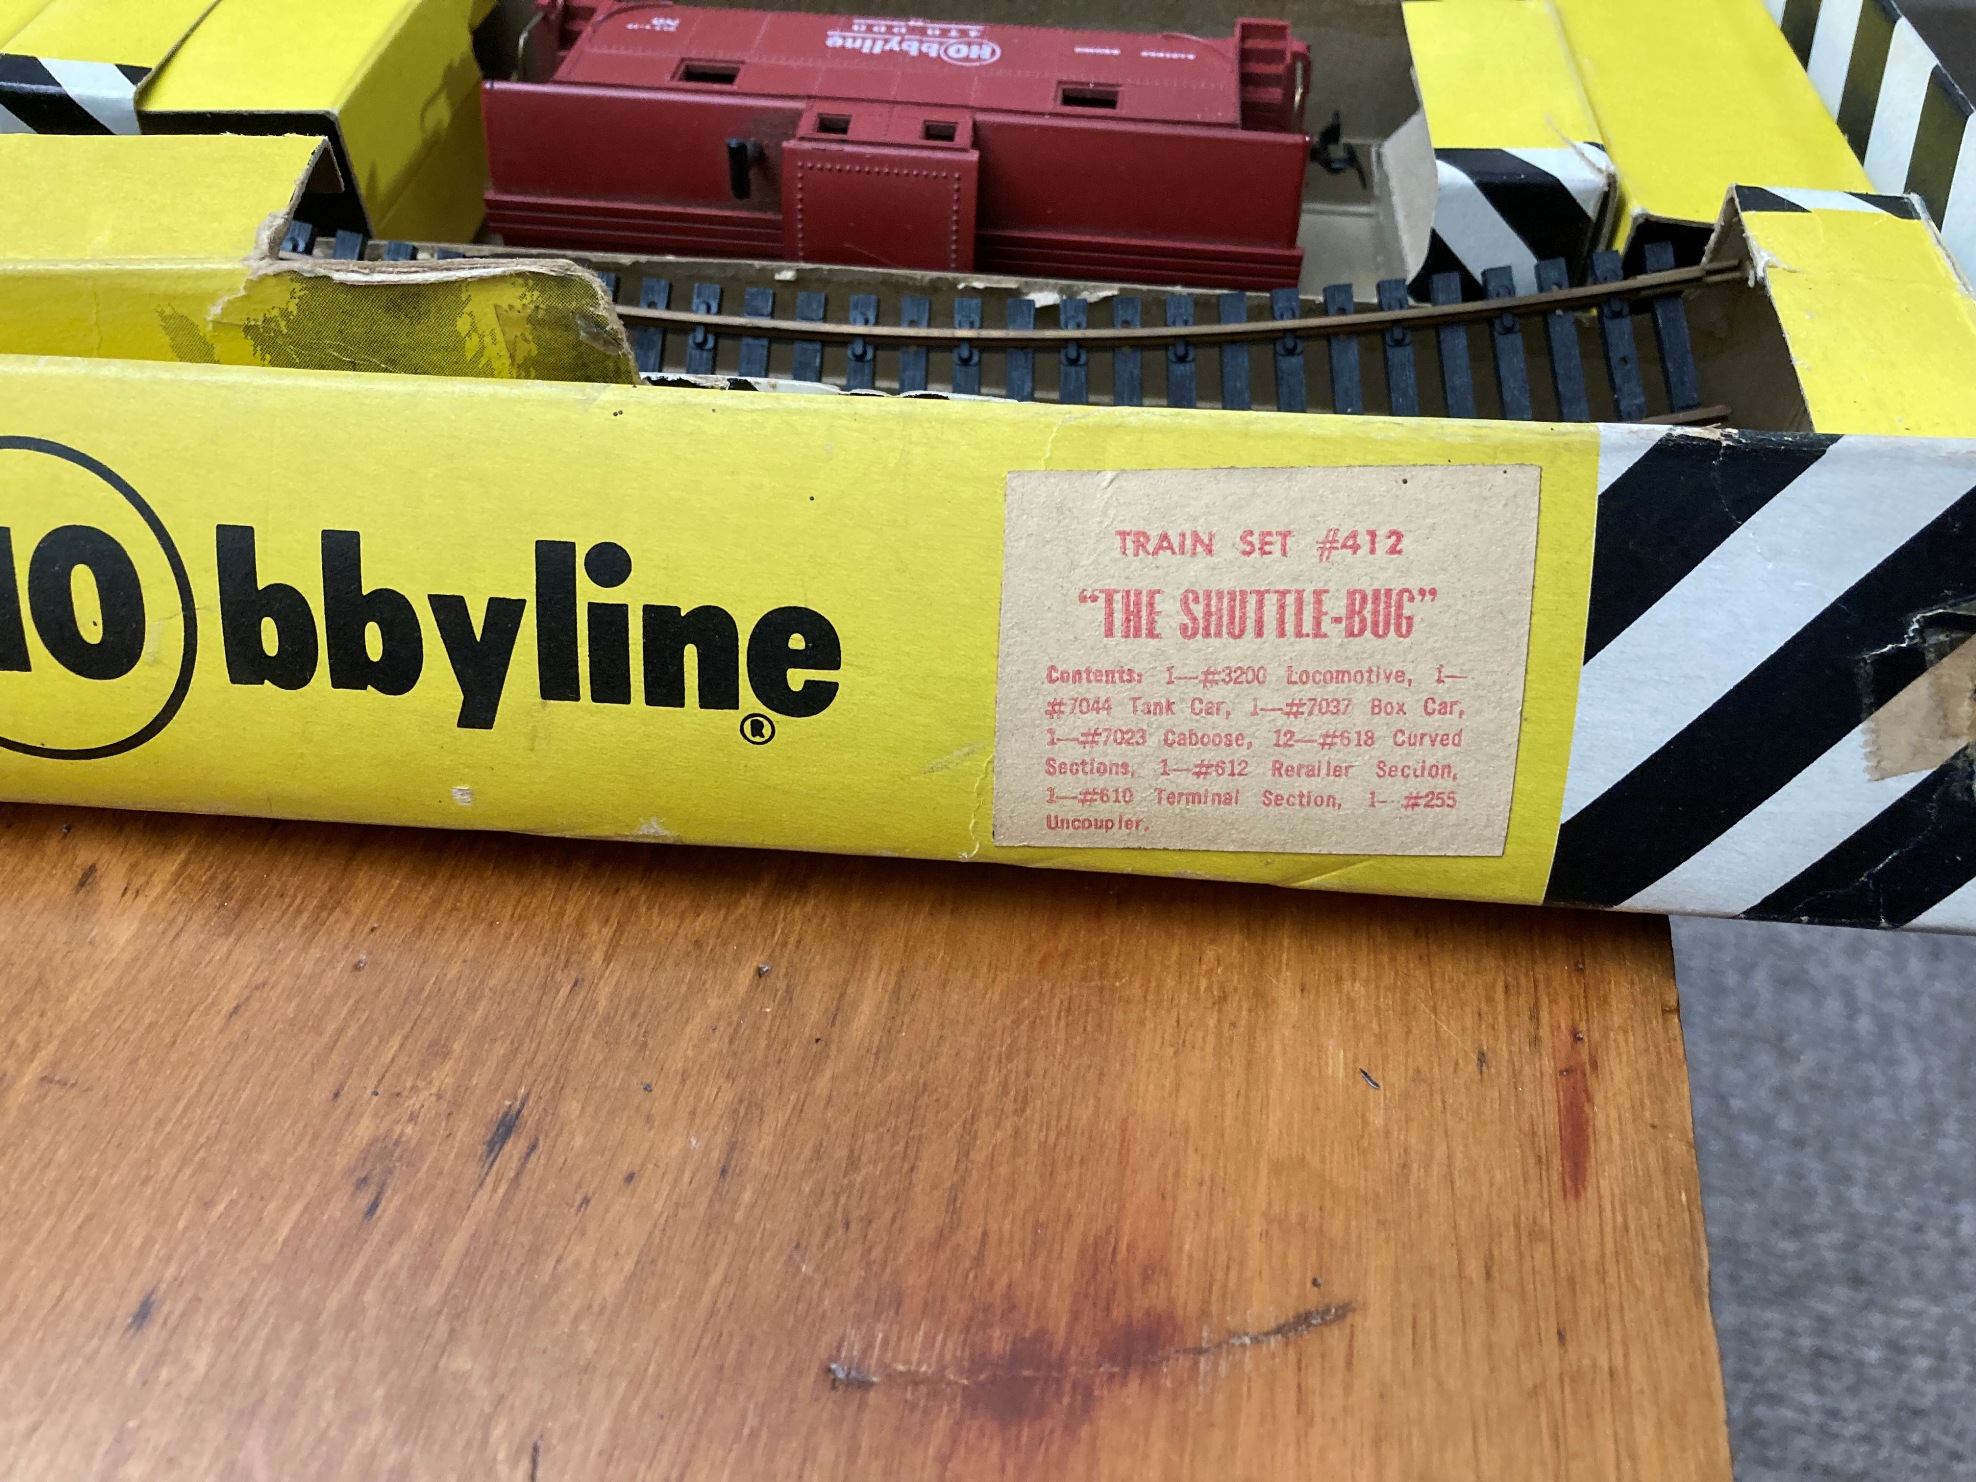 HObbyline
HObbyline
®
TRAIN SET #412
“THE SHUTTLE-BUG”
Contents: 1—#3200 Locomotive, 1—
#7044 Tank Car, 1—#7037 Box Car,
1—#7023 Caboose, 12—#618 Curved
Sections, 1—#612 Rerailer Section,
1—#610 Terminal Section, 1—#255
Uncoupler.